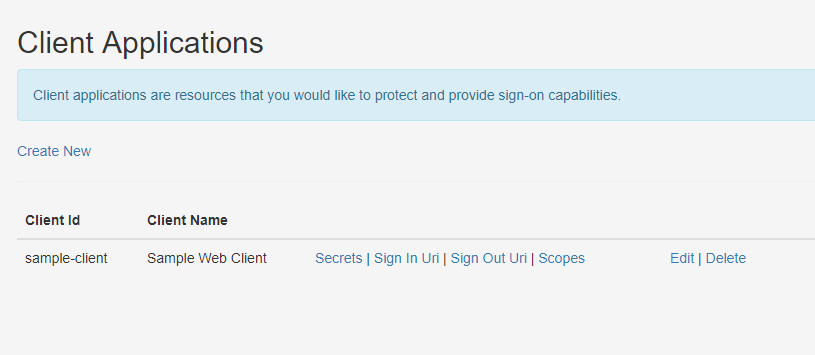 Client Applications
Client applications are resources that you would like to protect and provide sign-on capabilities.
Create New
Client Id Client Name
sample-client Sample Web Client Secrets | Sign In Uri | Sign Out Uri | Scopes Edit | Delete